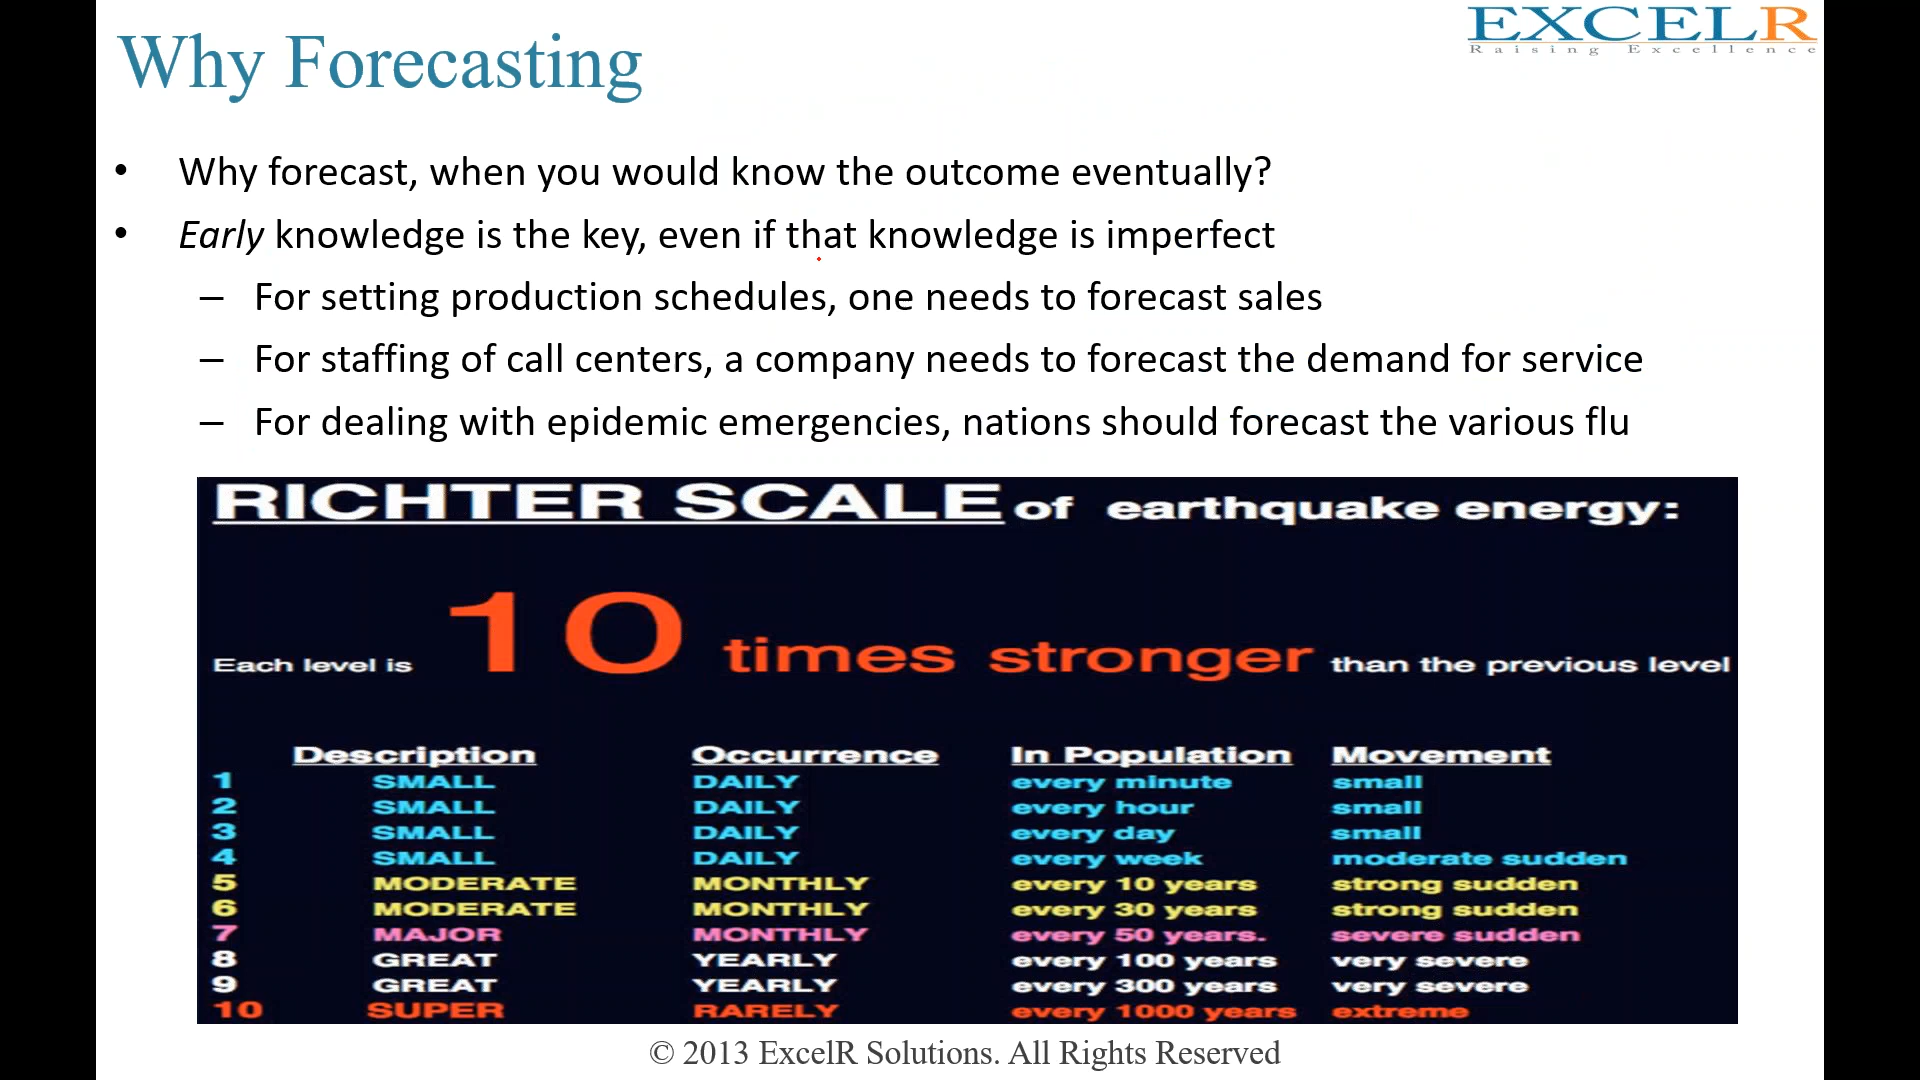 Why Forecasting
EXCELR
Raising Excellence
• Why forecast, when you would know the outcome eventually?
• Early knowledge is the key, even if that knowledge is imperfect
– For setting production schedules, one needs to forecast sales
– For staffing of call centers, a company needs to forecast the demand for service
– For dealing with epidemic emergencies, nations should forecast the various flu
RICHTER SCALE of earthquake energy:
Each level is 10 times stronger than the previous level
Description Occurrence In Population Movement
1 SMALL DAILY every minute small
2 SMALL DAILY every hour small
3 SMALL DAILY every day small
4 SMALL DAILY every week moderate sudden
5 MODERATE MONTHLY every 10 years strong sudden
6 MODERATE MONTHLY every 30 years strong sudden
7 MAJOR MONTHLY every 50 years. severe sudden
8 GREAT YEARLY every 100 years very severe
9 GREAT YEARLY every 300 years very severe
10 SUPER RARELY every 1000 years extreme
© 2013 ExcelR Solutions. All Rights Reserved